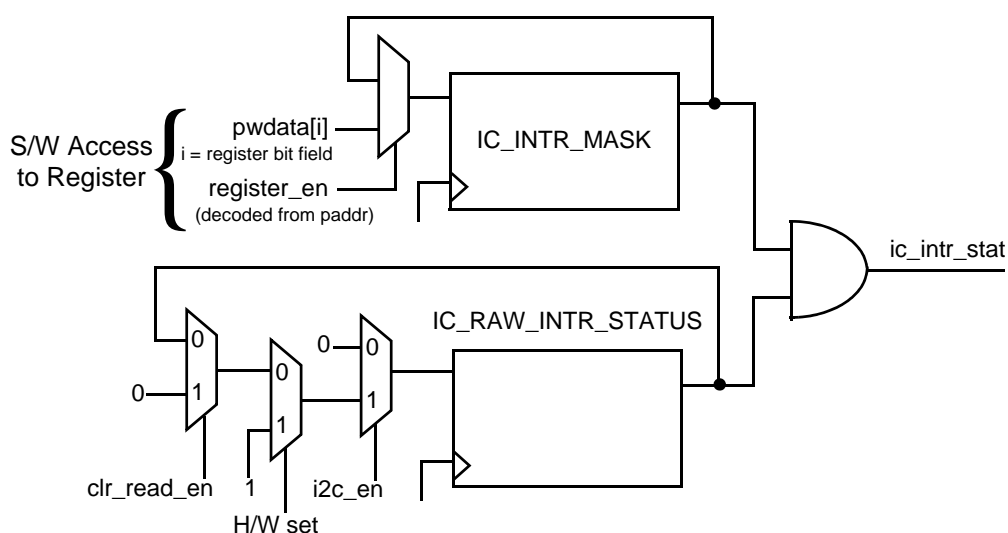 S/W Access
to Register
pwdata[i]
i = register bit field
register_en
(decoded from paddr)
IC_INTR_MASK
ic_intr_stat
IC_RAW_INTR_STATUS
0
0
1
0
1
0
0
1
clr_read_en
1
i2c_en
H/W set